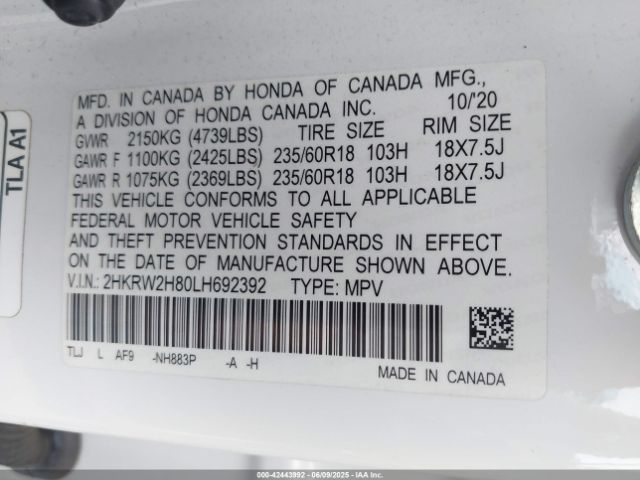 MFD. IN CANADA BY HONDA OF CANADA MFG.,
A DIVISION OF HONDA CANADA INC. 10/'20
GVWR 2150KG (4739LBS) TIRE SIZE RIM SIZE
GAWR F 1100KG (2425LBS) 235/60R18 103H 18X7.5J
GAWR R 1075KG (2369LBS) 235/60R18 103H 18X7.5J
THIS VEHICLE CONFORMS TO ALL APPLICABLE
FEDERAL MOTOR VEHICLE SAFETY
AND THEFT PREVENTION STANDARDS IN EFFECT
ON THE DATE OF MANUFACTURE SHOWN ABOVE.
V.I.N.: 2HKRW2H80LH692392 TYPE: MPV
TLJ L AF9 -NH883P -A -H
MADE IN CANADA
TLA A1
000-42443992 - 06/09/2025 - IAA Inc.